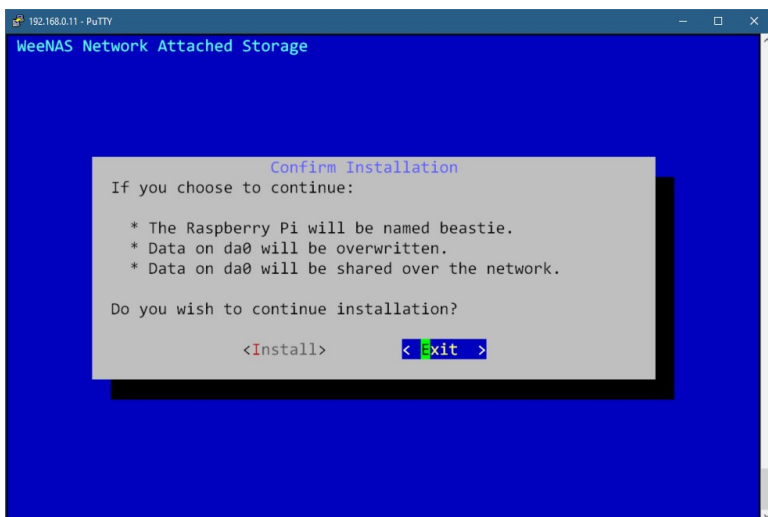 192.168.0.11 - PuTTY
WeeNAS Network Attached Storage
Confirm Installation
If you choose to continue:
* The Raspberry Pi will be named beastie.
* Data on da0 will be overwritten.
* Data on da0 will be shared over the network.
Do you wish to continue installation?
<Install> < Exit >